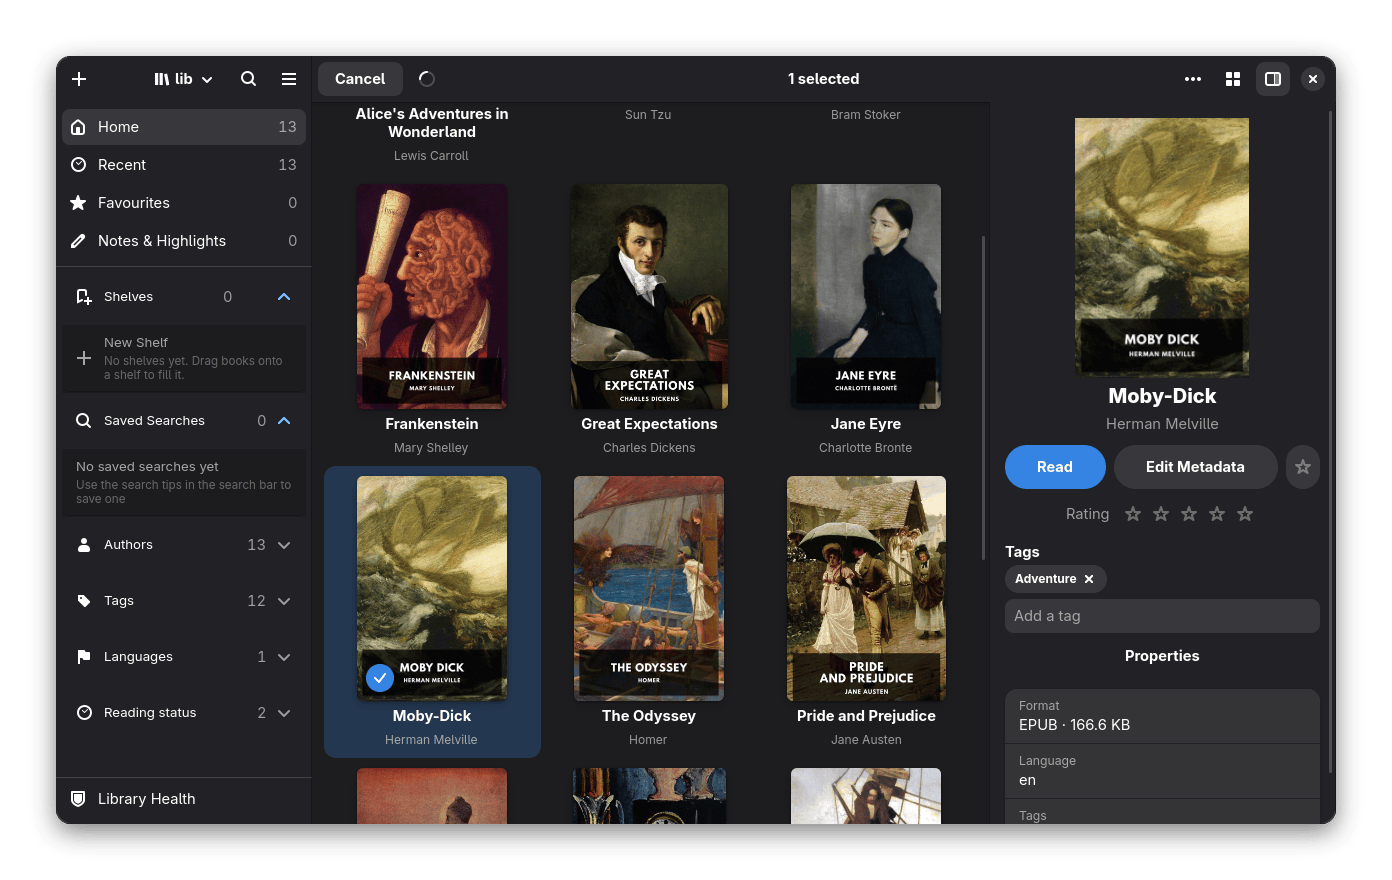 lib
Home 13
Recent 13
Favourites 0
Notes & Highlights 0
Shelves 0
New Shelf
No shelves yet. Drag books onto
a shelf to fill it.
Saved Searches 0
No saved searches yet
Use the search tips in the search bar to
save one
Authors 13
Tags 12
Languages 1
Reading status 2
Library Health
Cancel
1 selected
Alice's Adventures in
Wonderland
Lewis Carroll
Sun Tzu
Bram Stoker
FRANKENSTEIN
MARY SHELLEY
Frankenstein
Mary Shelley
GREAT
EXPECTATIONS
CHARLES DICKENS
Great Expectations
Charles Dickens
JANE EYRE
CHARLOTTE BRONTË
Jane Eyre
Charlotte Bronte
MOBY DICK
HERMAN MELVILLE
Moby-Dick
Herman Melville
THE ODYSSEY
HOMER
The Odyssey
Homer
PRIDE
AND PREJUDICE
JANE AUSTEN
Pride and Prejudice
Jane Austen
MOBY DICK
HERMAN MELVILLE
Moby-Dick
Herman Melville
Read
Edit Metadata
Rating
Tags
Adventure
Add a tag
Properties
Format
EPUB · 166.6 KB
Language
en
Tags